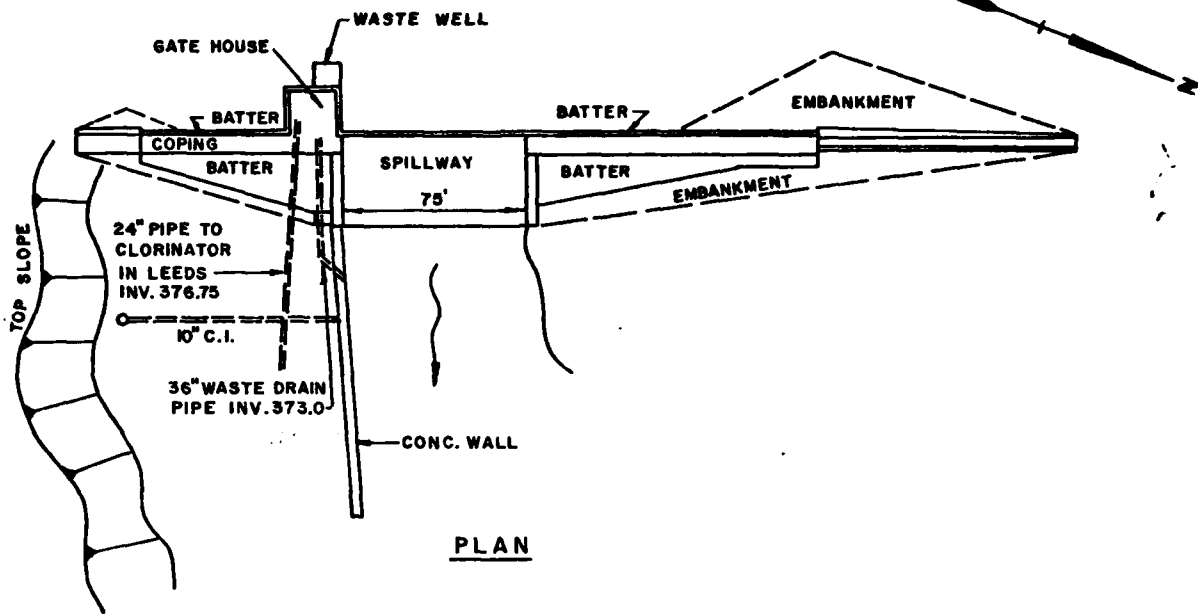 WASTE WELL
GATE HOUSE
N
BATTER
BATTER
EMBANKMENT
COPING
BATTER
SPILLWAY
BATTER
75'
EMBANKMENT
TOP SLOPE
24" PIPE TO
CLORINATOR
IN LEEDS
INV. 376.75
10" C.I.
36" WASTE DRAIN
PIPE INV. 373.0
CONC. WALL
PLAN